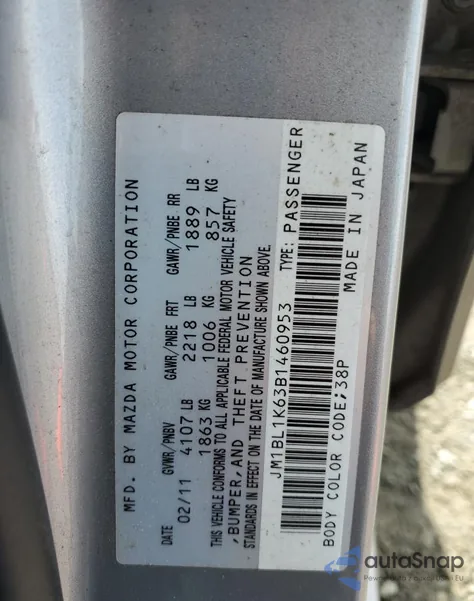 MFD. BY MAZDA MOTOR CORPORATION
DATE GVWR/PNBV GAWR/PNBE FRT GAWR/PNBE RR
02/11 4107 LB 2218 LB 1889 LB
1863 KG 1006 KG 857 KG
THIS VEHICLE CONFORMS TO ALL APPLICABLE FEDERAL MOTOR VEHICLE SAFETY
,BUMPER,AND THEFT PREVENTION
STANDARDS IN EFFECT ON THE DATE OF MANUFACTURE SHOWN ABOVE.
JM1BL1K63B1460953 TYPE: PASSENGER
BODY COLOR CODE;38P MADE IN JAPAN
autoSnap